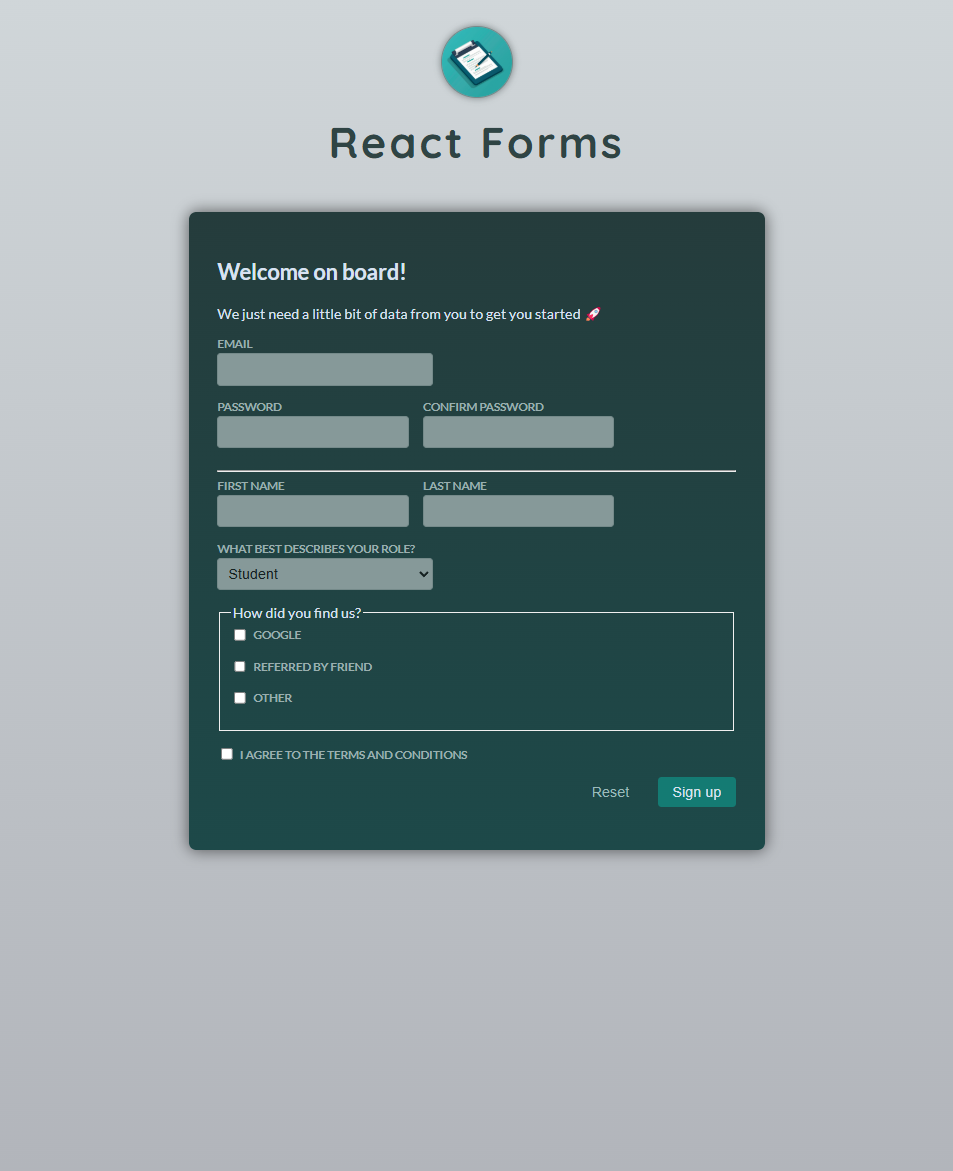 React Forms
Welcome on board!
We just need a little bit of data from you to get you started 🚀
EMAIL
PASSWORD CONFIRM PASSWORD
FIRST NAME LAST NAME
WHAT BEST DESCRIBES YOUR ROLE?
Student
How did you find us?
GOOGLE
REFERRED BY FRIEND
OTHER
I AGREE TO THE TERMS AND CONDITIONS
Reset Sign up